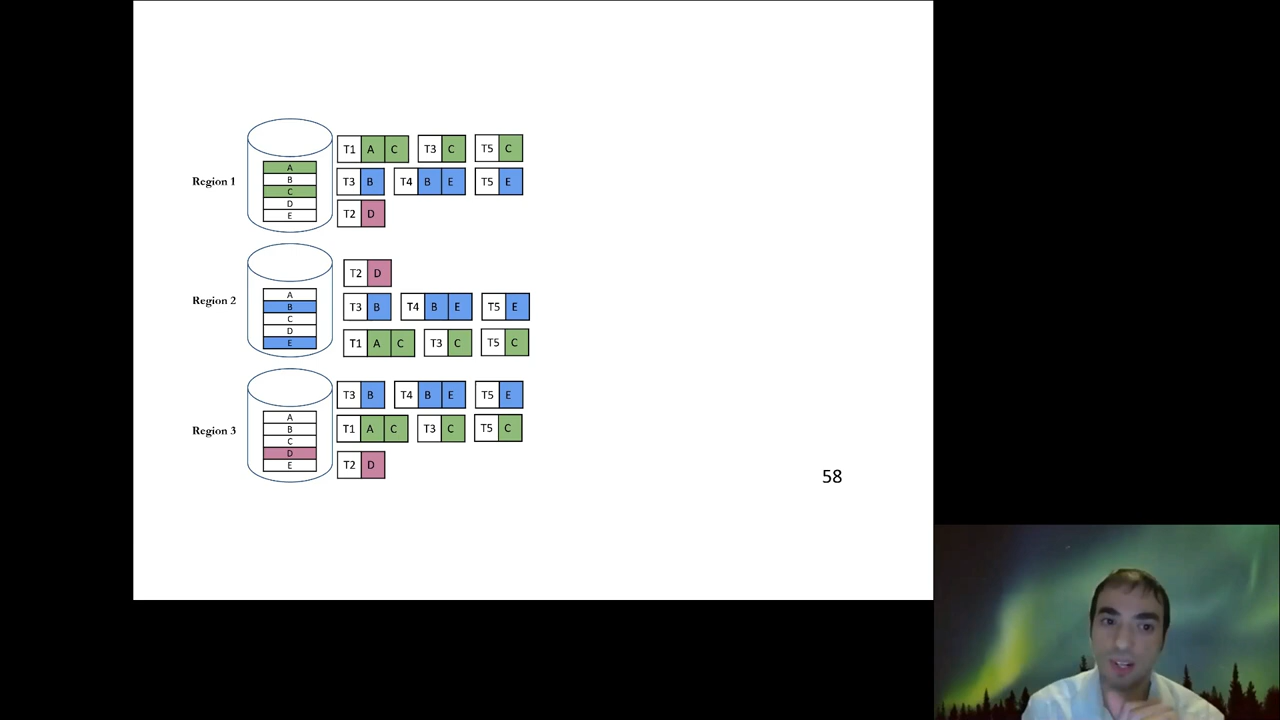 T1 A C T3 C T5 C
A
Region 1 B T3 B T4 B E T5 E
C
D
E T2 D
T2 D
A
Region 2 B T3 B T4 B E T5 E
C
D
E T1 A C T3 C T5 C
T3 B T4 B E T5 E
A
Region 3 B T1 A C T3 C T5 C
C
D
E T2 D
58